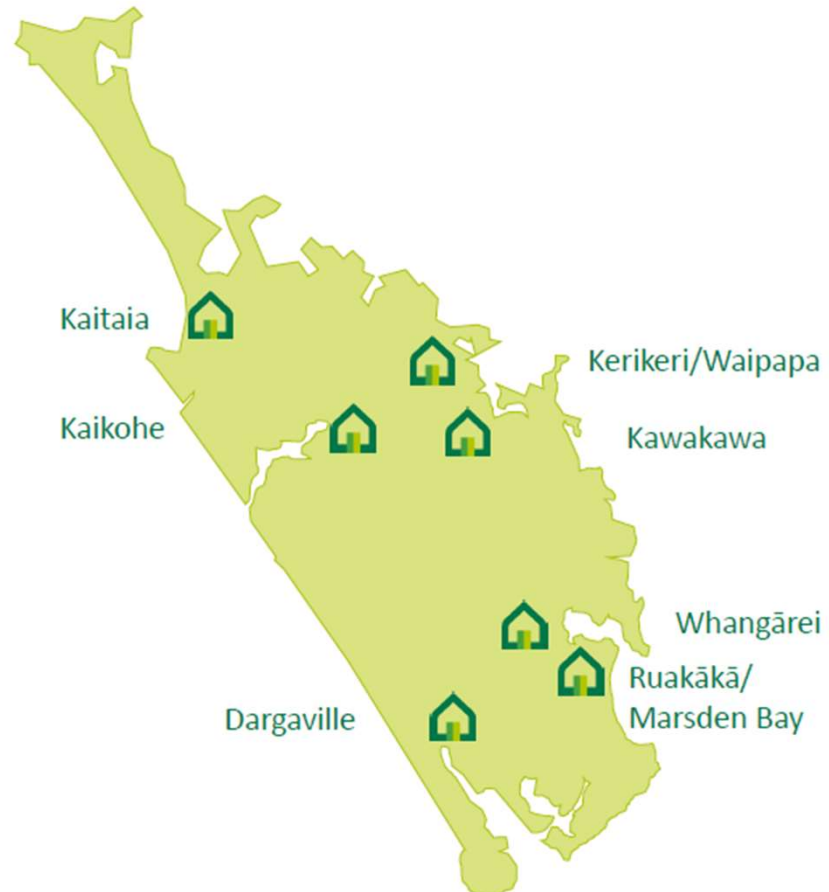 Kaitaia
Kerikeri/Waipapa
Kaikohe
Kawakawa
Whangārei
Ruakākā/
Marsden Bay
Dargaville